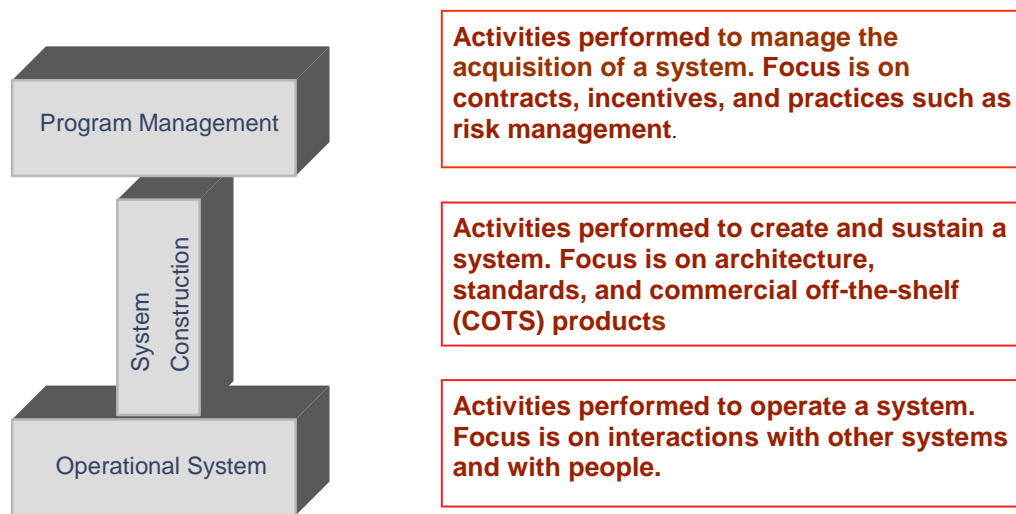 Program Management
Activities performed to manage the
acquisition of a system. Focus is on
contracts, incentives, and practices such as
risk management.
System
Construction
Activities performed to create and sustain a
system. Focus is on architecture,
standards, and commercial off-the-shelf
(COTS) products
Operational System
Activities performed to operate a system.
Focus is on interactions with other systems
and with people.